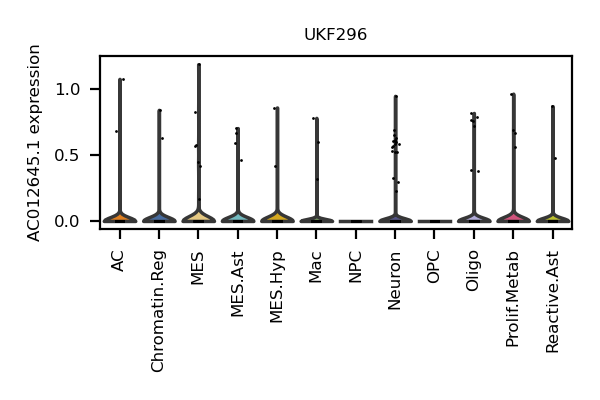 UKF296
AC012645.1 expression
1.0
0.5
0.0
AC
Chromatin.Reg
MES
MES.Ast
MES.Hyp
Mac
NPC
Neuron
OPC
Oligo
Prolif.Metab
Reactive.Ast